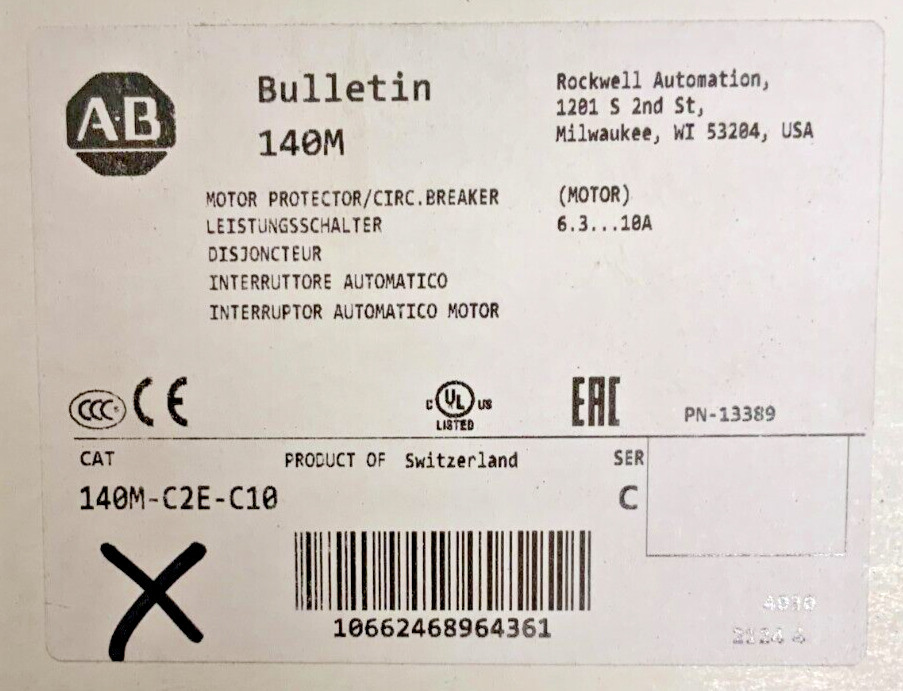 A·B
Bulletin
140M
Rockwell Automation,
1201 S 2nd St,
Milwaukee, WI 53204, USA
MOTOR PROTECTOR/CIRC.BREAKER
(MOTOR)
LEISTUNGSSCHALTER
6.3...10A
DISJONCTEUR
INTERRUTTORE AUTOMATICO
INTERRUPTOR AUTOMATICO MOTOR
CCC CE
C UL US
LISTED
EAC
PN-13389
CAT
PRODUCT OF Switzerland
SER
140M-C2E-C10
C
X
10662468964361